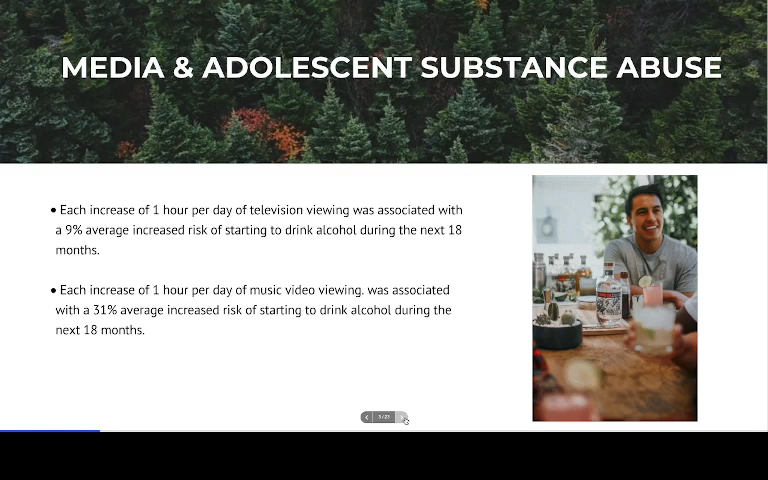 MEDIA & ADOLESCENT SUBSTANCE ABUSE
• Each increase of 1 hour per day of television viewing was associated with
a 9% average increased risk of starting to drink alcohol during the next 18
months.
• Each increase of 1 hour per day of music video viewing. was associated
with a 31% average increased risk of starting to drink alcohol during the
next 18 months.
3 / 23